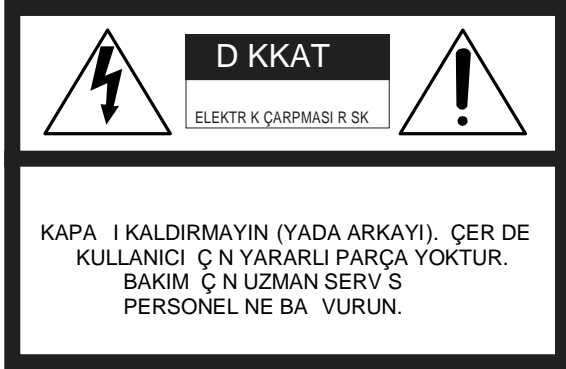 D KKAT
ELEKTR K ÇARPMASI R SK
KAPA I KALDIRMAYIN (YADA ARKAYI). ÇER DE
KULLANICI Ç N YARARLI PARÇA YOKTUR.
BAKIM Ç N UZMAN SERV S
PERSONEL NE BA VURUN.